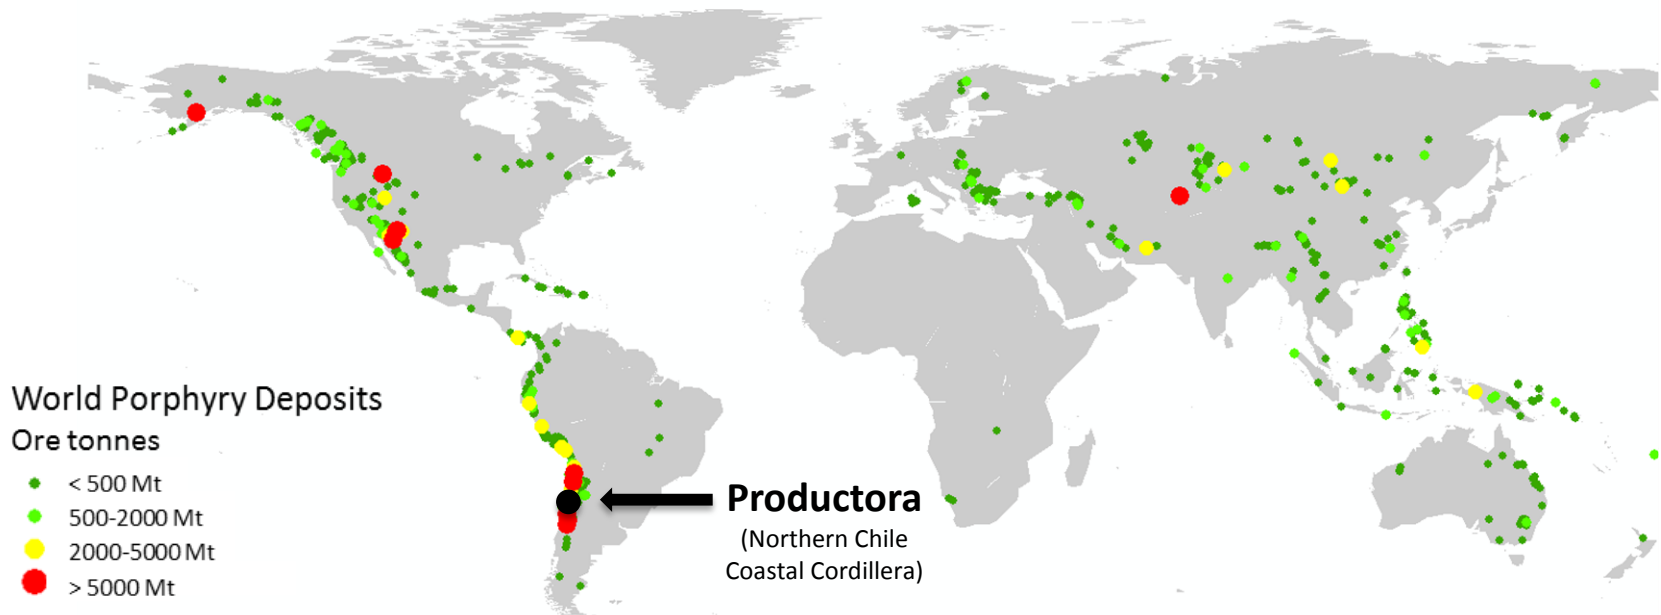 World Porphyry Deposits
Ore tonnes
< 500 Mt
500-2000 Mt
2000-5000 Mt
> 5000 Mt
Productora
(Northern Chile
Coastal Cordillera)